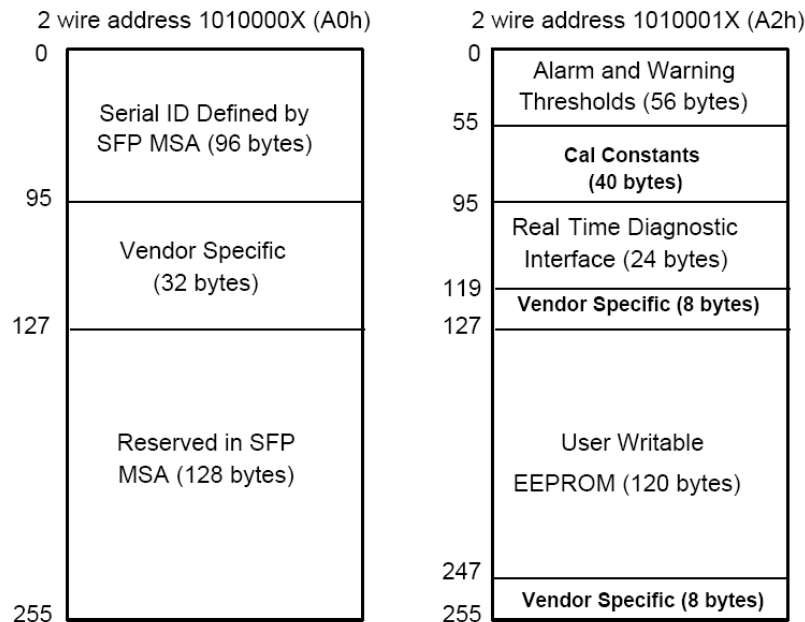 2 wire address 1010000X (A0h)
0
Serial ID Defined by
SFP MSA (96 bytes)
95
Vendor Specific
(32 bytes)
127
Reserved in SFP
MSA (128 bytes)
255
2 wire address 1010001X (A2h)
0
Alarm and Warning
Thresholds (56 bytes)
55
Cal Constants
(40 bytes)
95
Real Time Diagnostic
Interface (24 bytes)
119
Vendor Specific (8 bytes)
127
User Writable
EEPROM (120 bytes)
247
Vendor Specific (8 bytes)
255